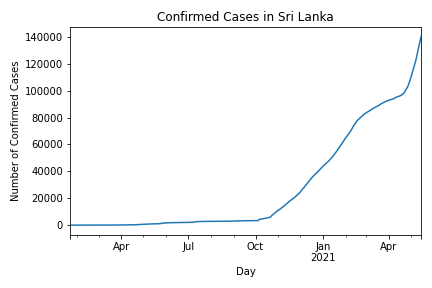 Confirmed Cases in Sri Lanka
Number of Confirmed Cases
140000
120000
100000
80000
60000
40000
20000
0
Apr Jul Oct Jan Apr
2021
Day